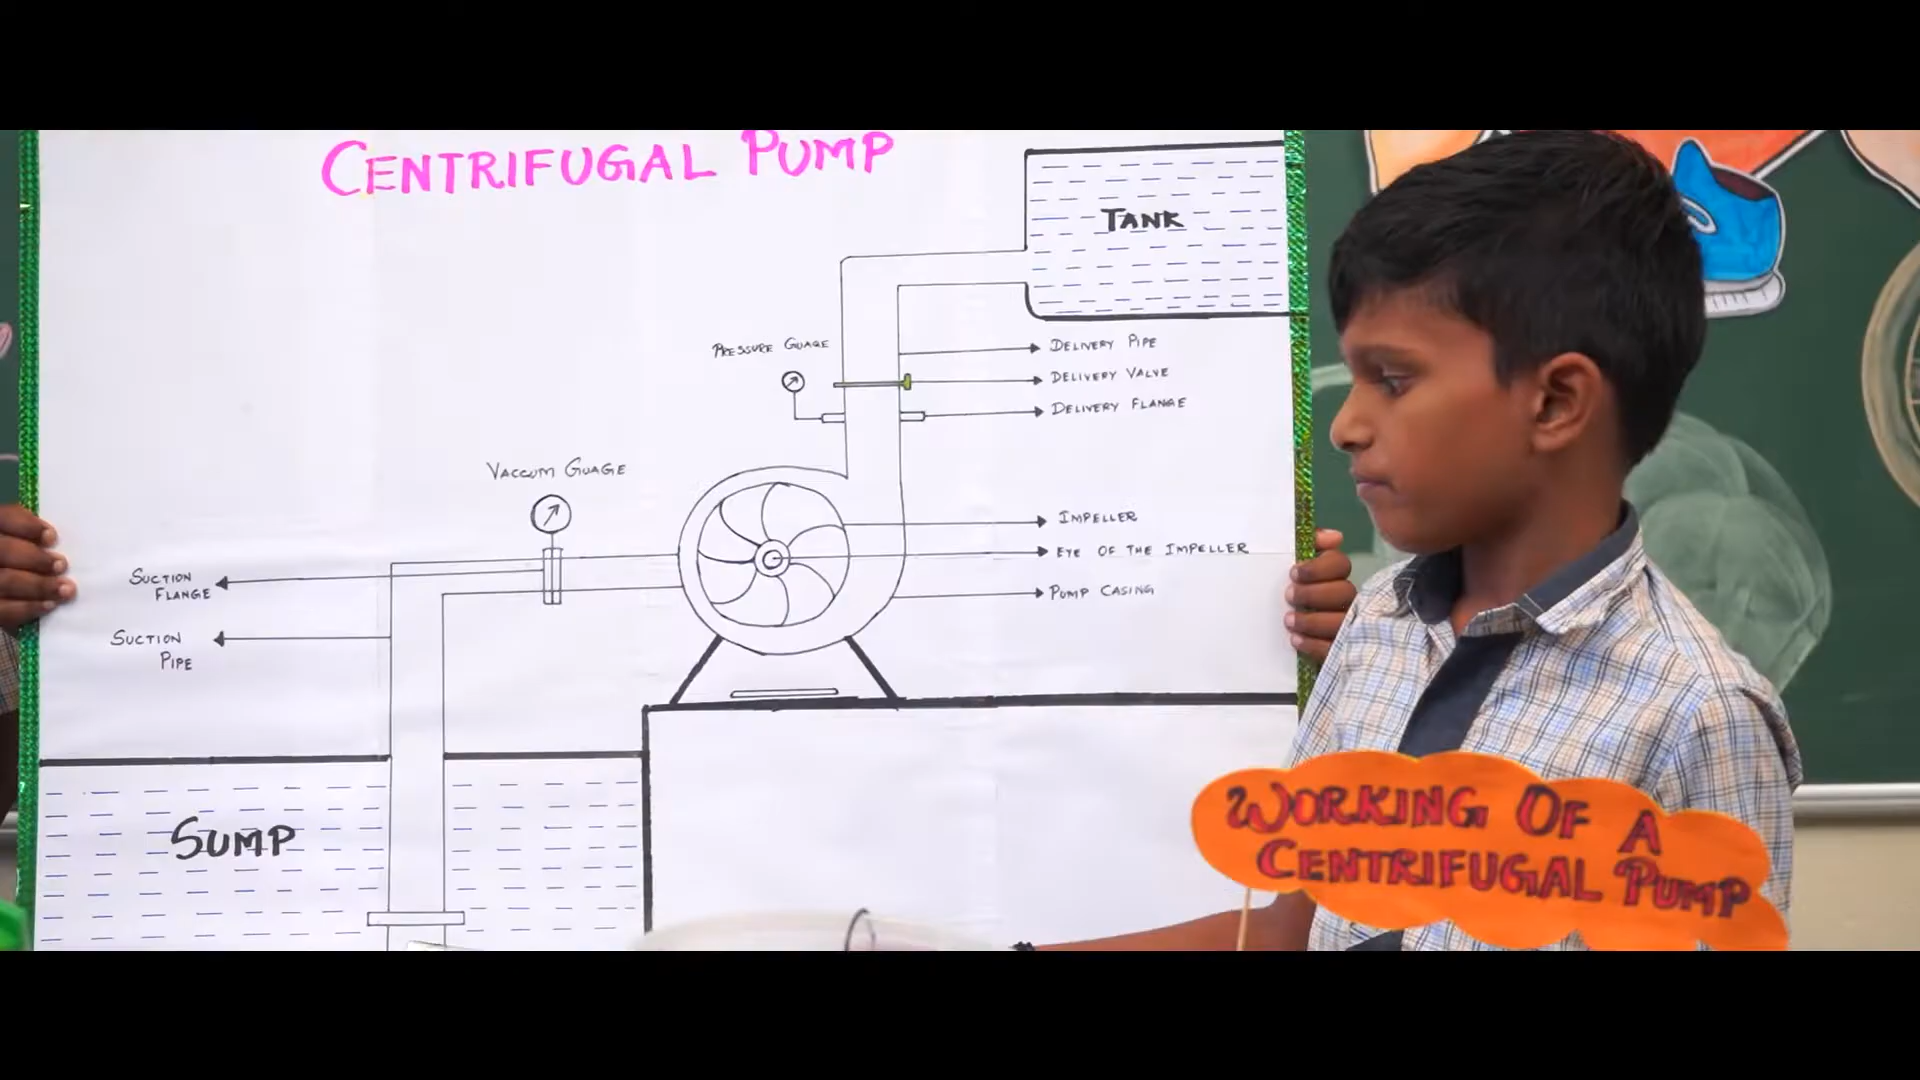 CENTRIFUGAL PUMP
TANK
PRESSURE GUAGE
DELIVERY PIPE
DELIVERY VALVE
DELIVERY FLANGE
VACCUM GUAGE
IMPELLER
EYE OF THE IMPELLER
PUMP CASING
SUCTION
FLANGE
SUCTION
PIPE
SUMP
WORKING OF A
CENTRIFUGAL PUMP